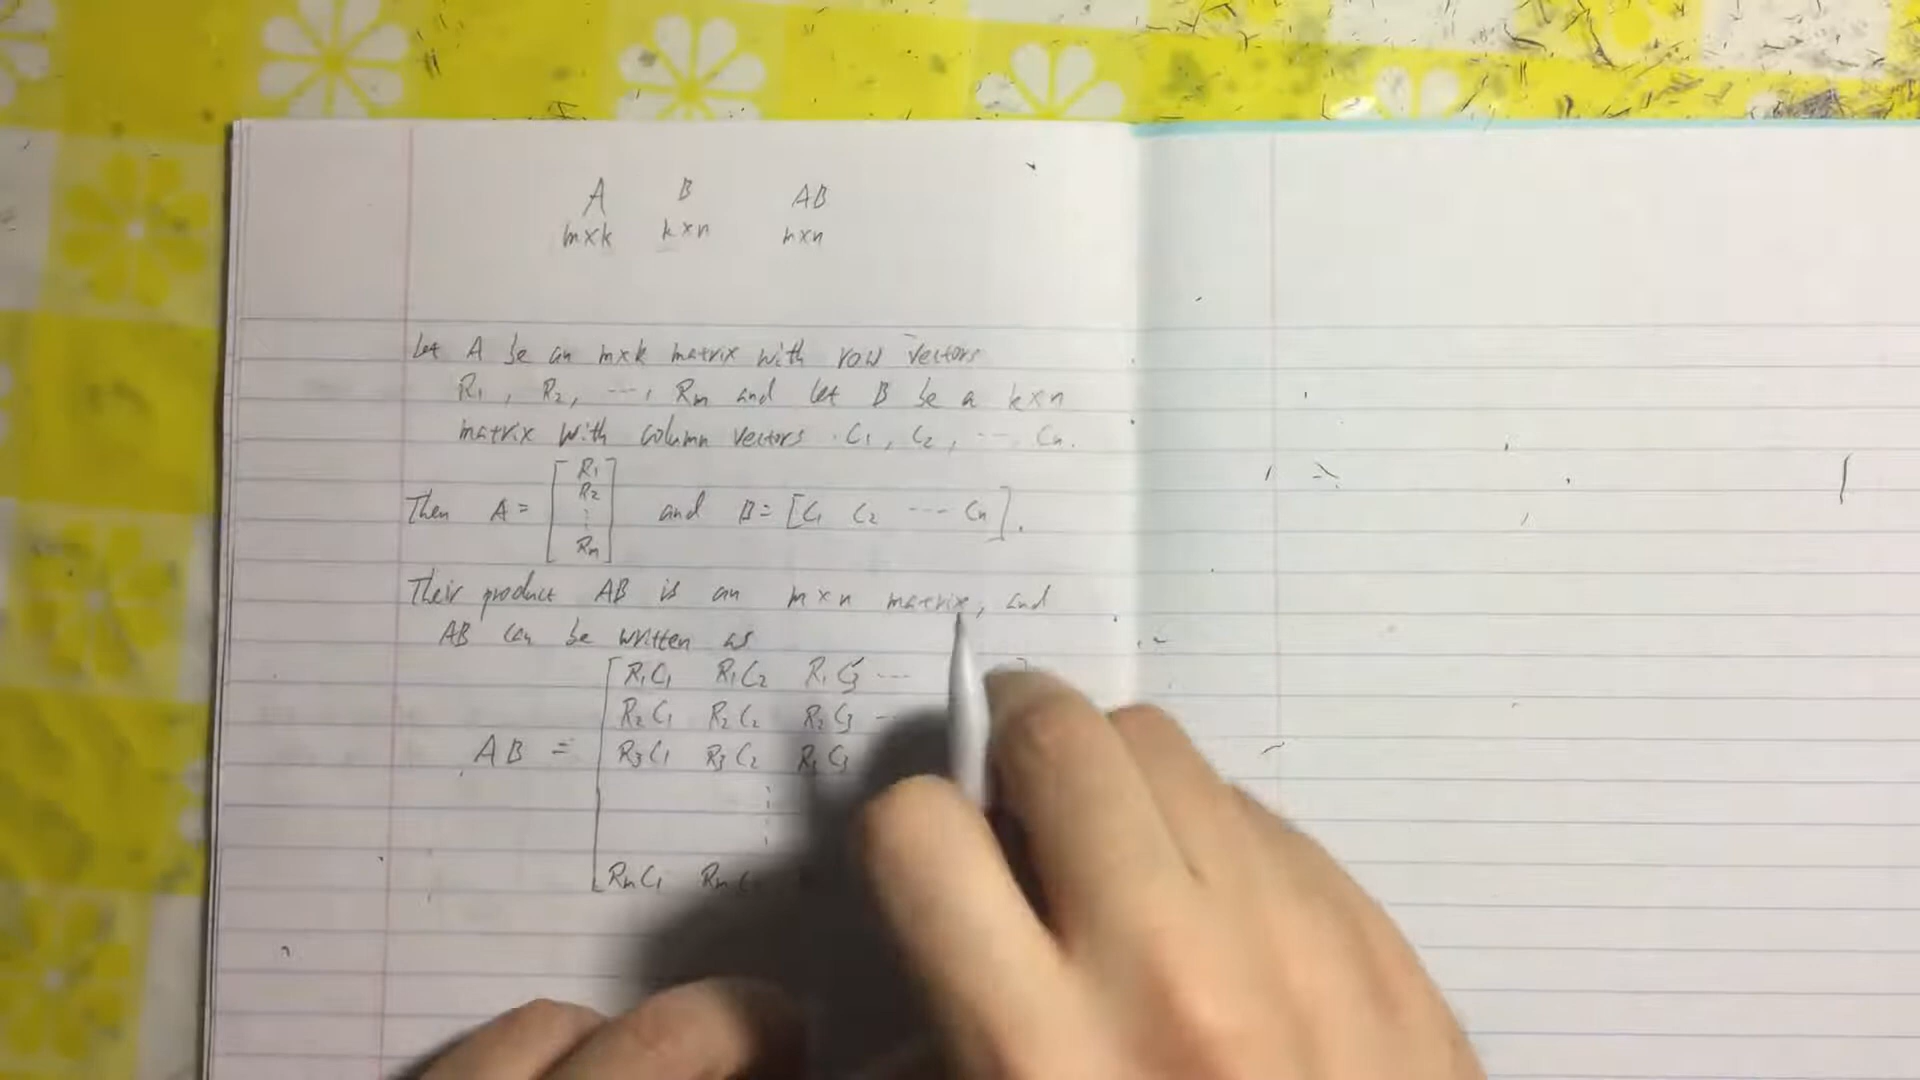 A B AB
m×k k×n m×n
Let A be an m×k matrix with row vectors
R1, R2, ..., Rm and let B be a k×n
matrix with column vectors C1, C2, ... Cn.
Then A = [R1 R2 ⋮ Rm] and B = [C1 C2 --- Cn].
Their product AB is an m×n matrix, and
AB can be written as
R1C1 R1C2 R1C3 ---
R2C1 R2C2 R2C3 --
AB = R3C1 R3C2 R3C3
⋮
RmC1 Rm